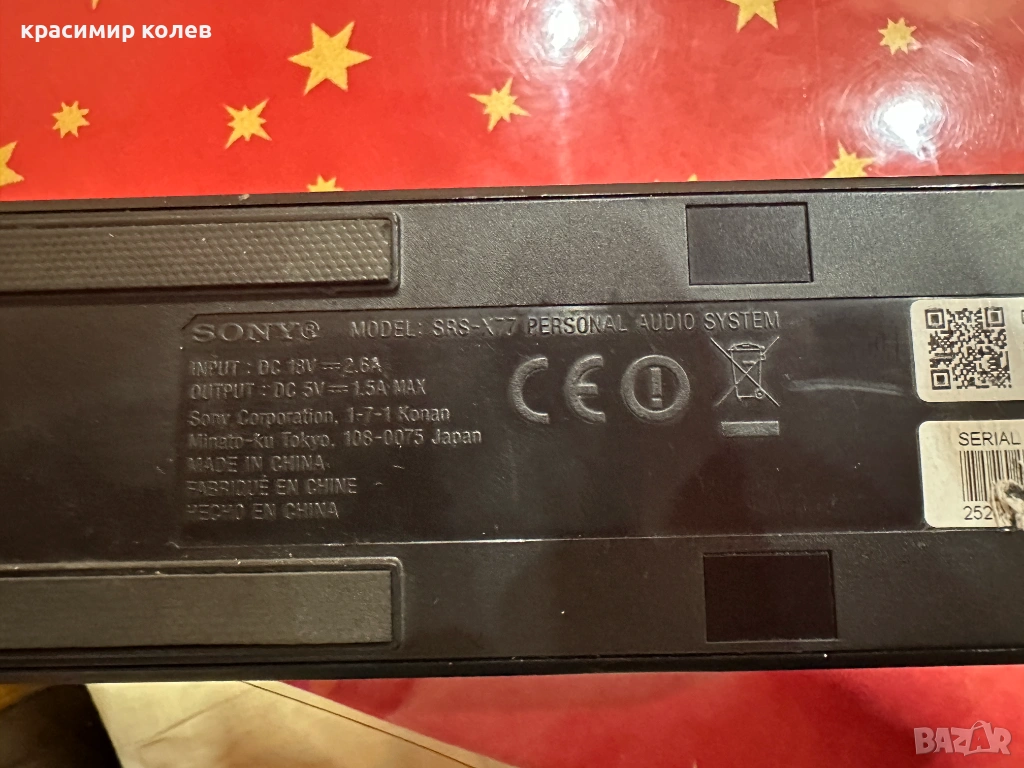 красимир колев
SONY® MODEL: SRS-X77 PERSONAL AUDIO SYSTEM
INPUT : DC 18V ⎓ 2.6A
OUTPUT : DC 5V ⎓ 1.5A MAX
Sony Corporation, 1-7-1 Konan
Minato-ku Tokyo, 108-0075 Japan
MADE IN CHINA
FABRIQUÉ EN CHINE
HECHO EN CHINA
CE
SERIAL
252
BAZAR